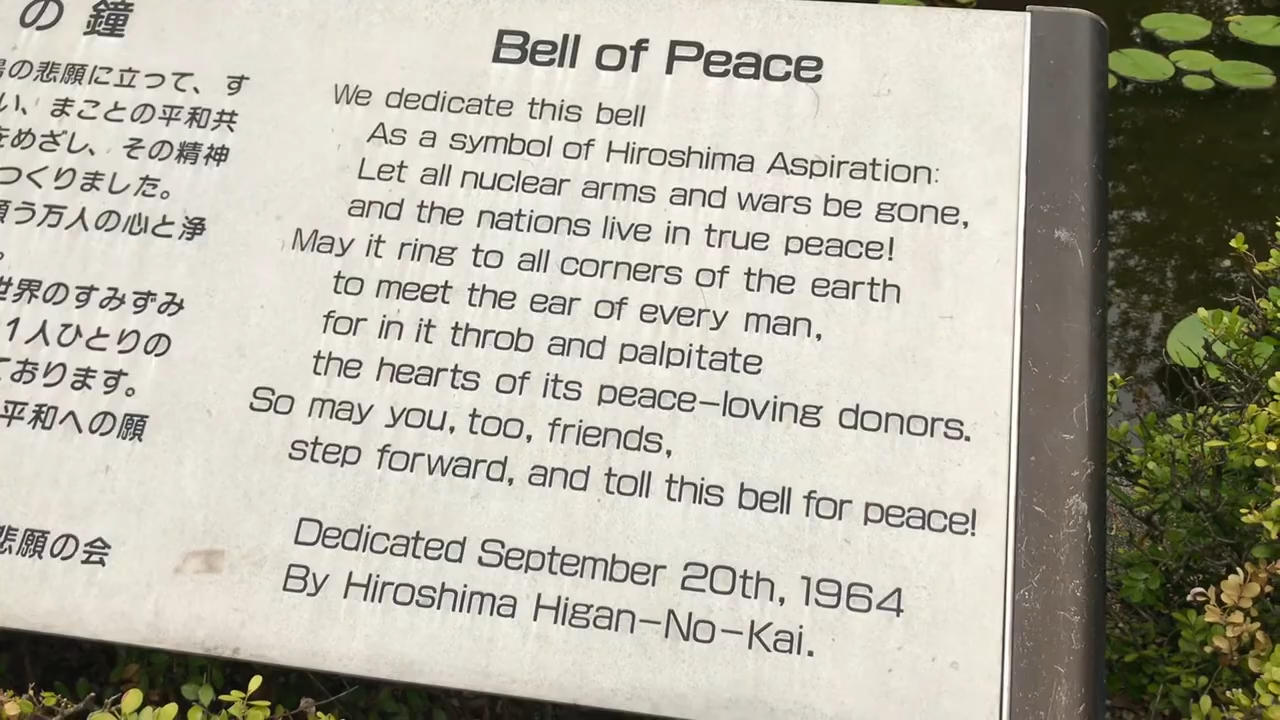 の鐘
の悲願に立って、す
い、まことの平和共
をめざし、その精神
つくりました。
願う万人の心と浄
。
世界のすみずみ
1人ひとりの
ております。
平和への願
悲願の会
Bell of Peace
We dedicate this bell
As a symbol of Hiroshima Aspiration:
Let all nuclear arms and wars be gone,
and the nations live in true peace!
May it ring to all corners of the earth
to meet the ear of every man,
for in it throb and palpitate
the hearts of its peace-loving donors.
So may you, too, friends,
step forward, and toll this bell for peace!
Dedicated September 20th, 1964
By Hiroshima Higan-No-Kai.